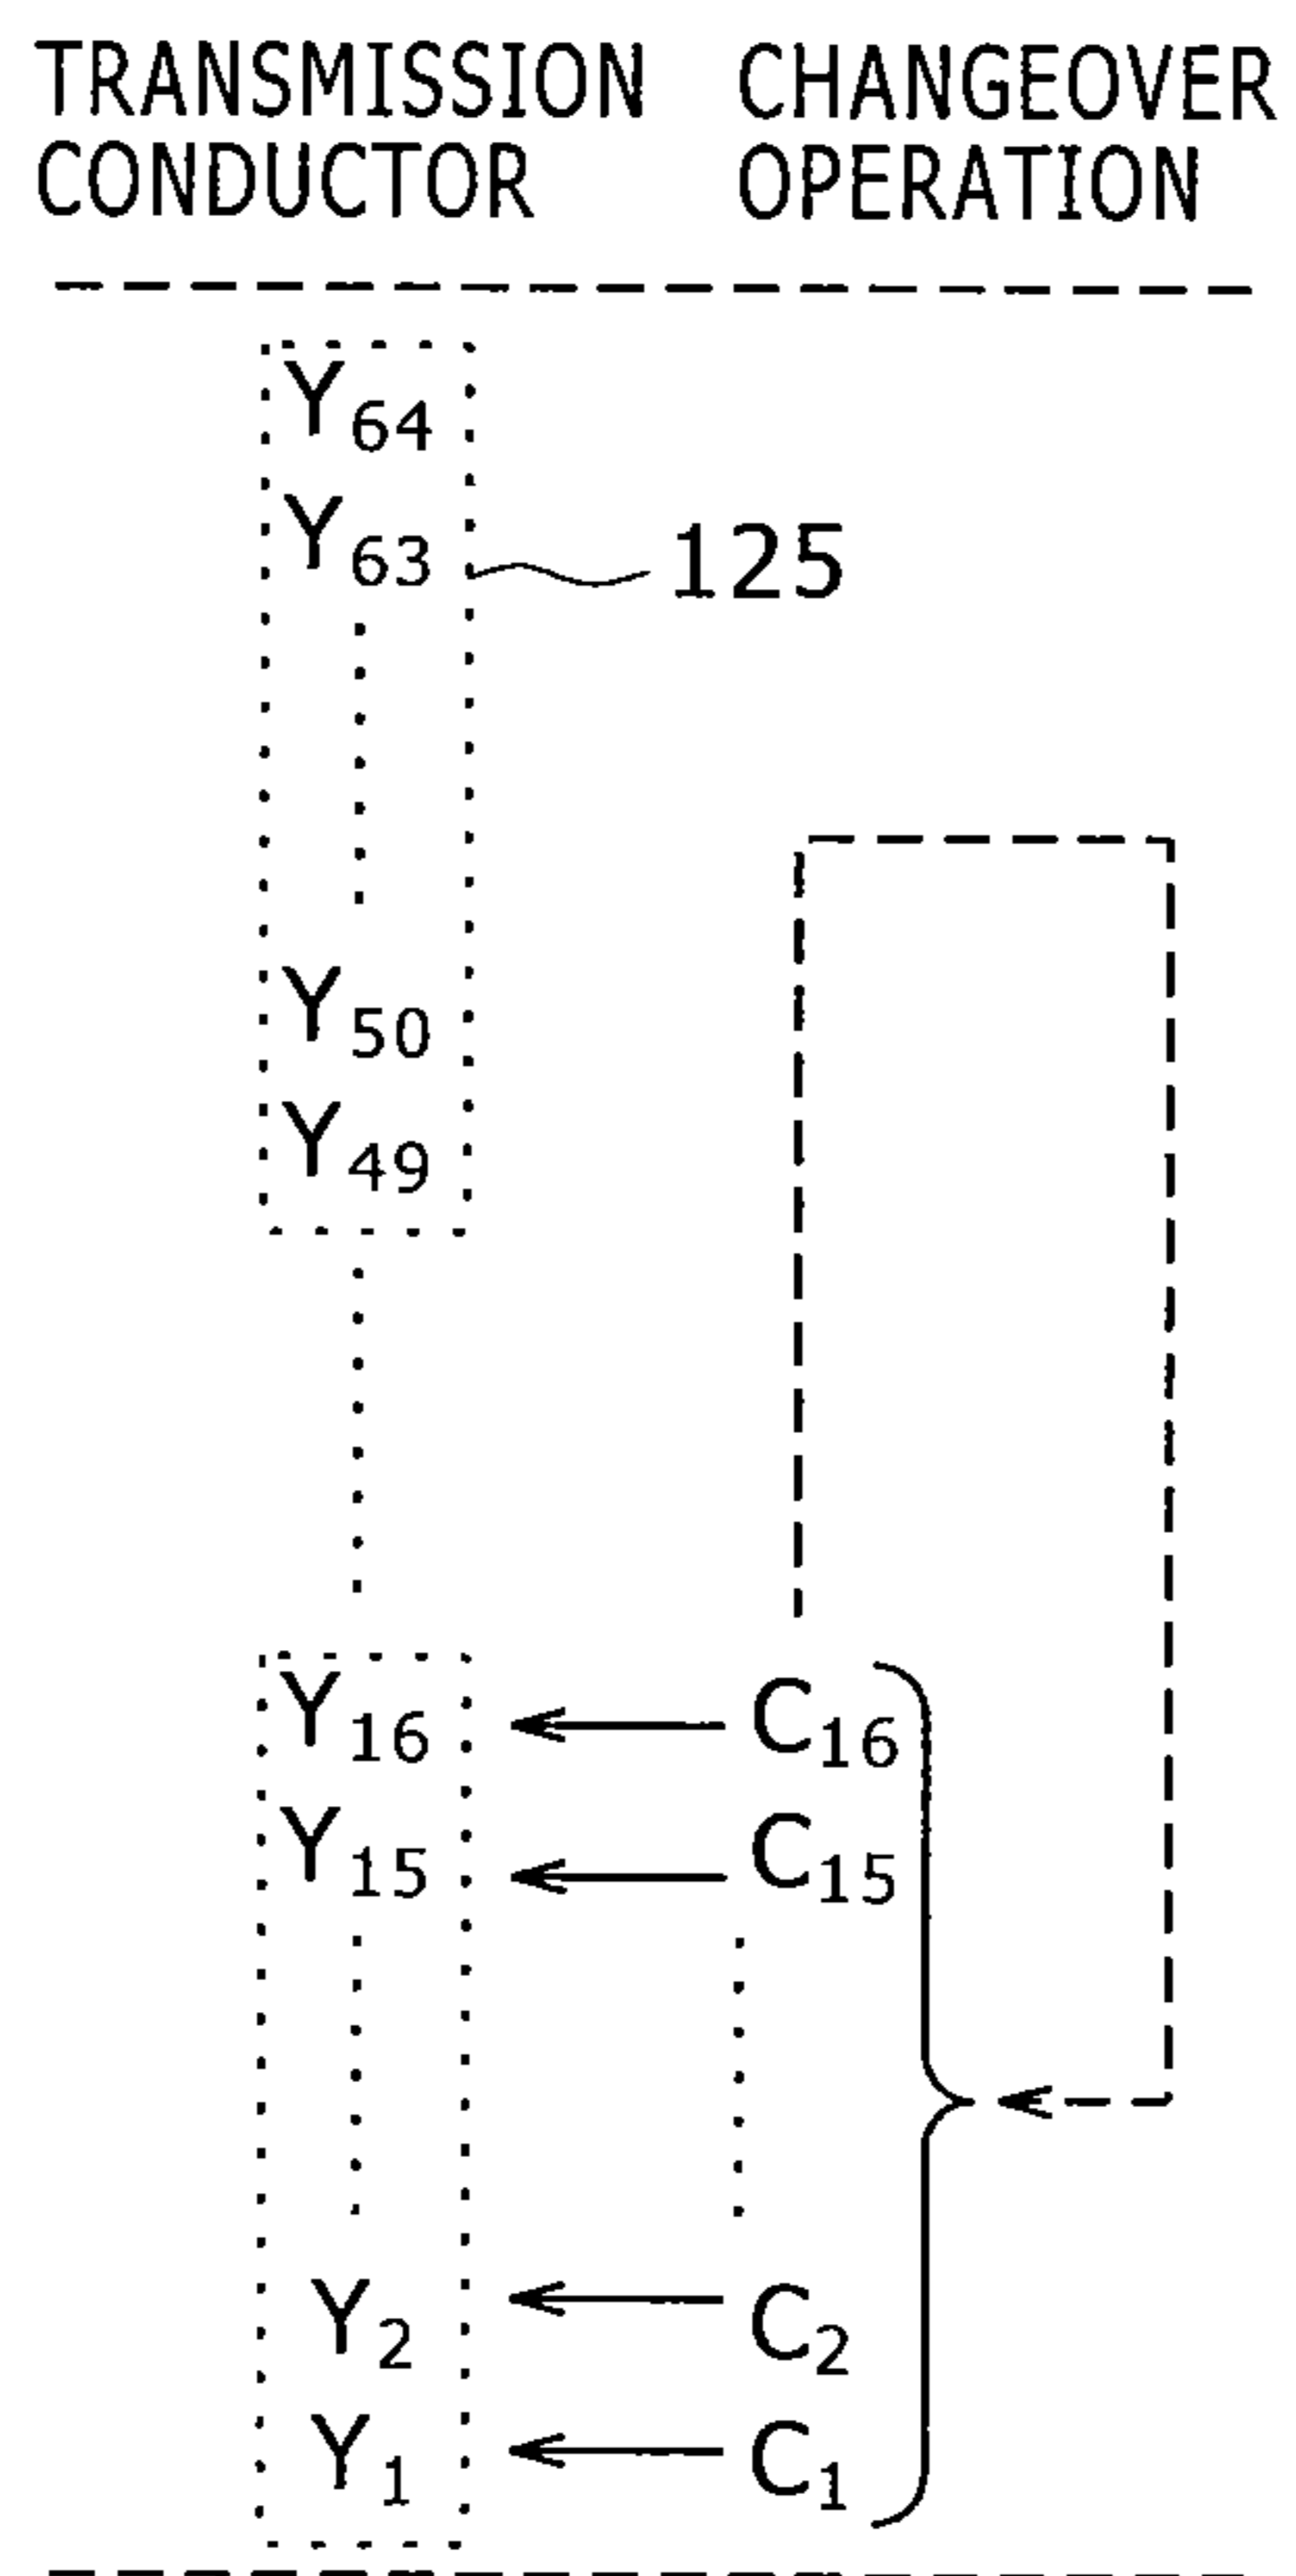 TRANSMISSION CHANGEOVER
CONDUCTOR OPERATION
Y64
Y63
125
Y50
Y49
Y16 C16
Y15 C15
Y2 C2
Y1 C1